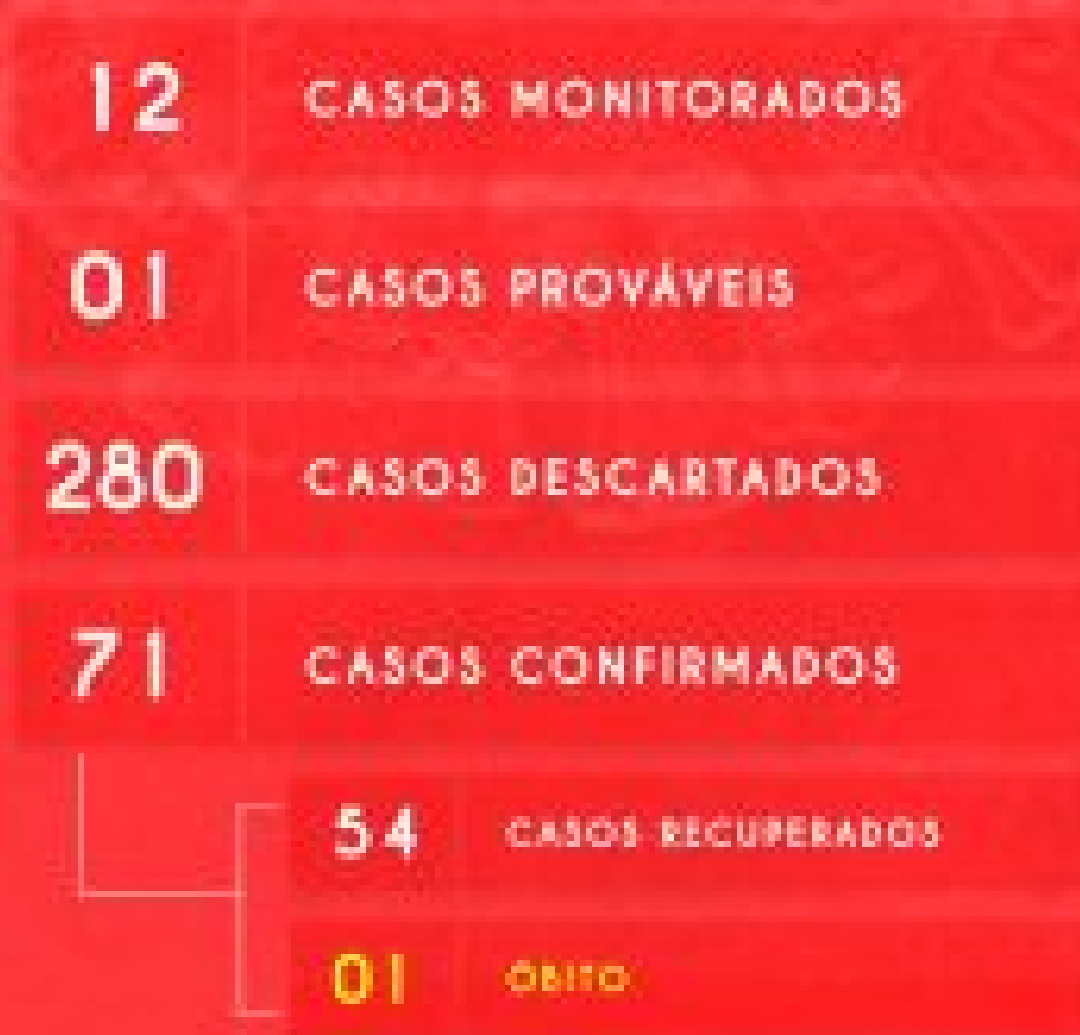 12 CASOS MONITORADOS
01 CASOS PROVÁVEIS
280 CASOS DESCARTADOS
71 CASOS CONFIRMADOS
54 CASOS RECUPERADOS
01 ÓBITO